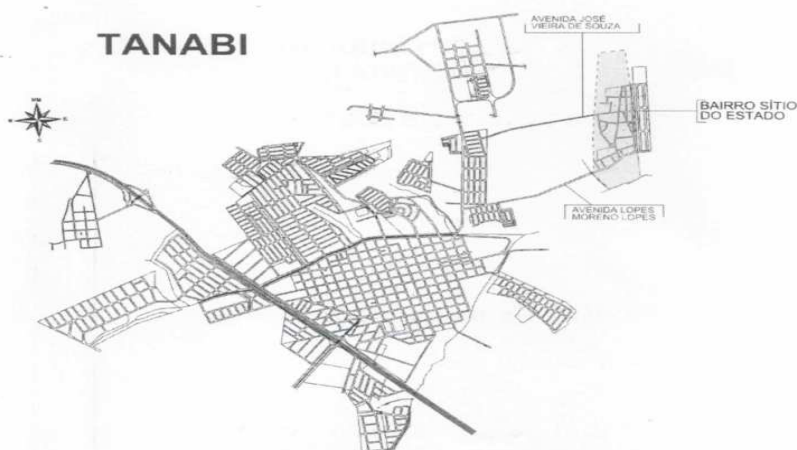 TANABI
AVENIDA JOSÉ
VIEIRA DE SOUZA
BAIRRO SÍTIO
DO ESTADO
AVENIDA LOPES
MORENO LOPES